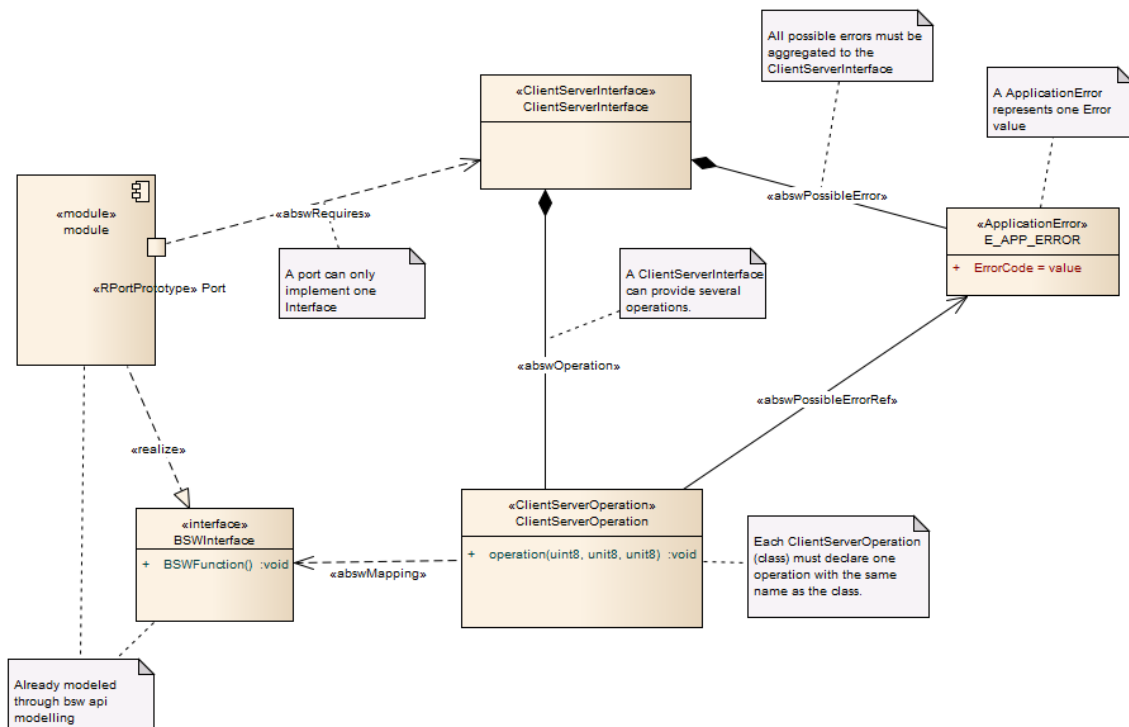 All possible errors must be
aggregated to the
ClientServerInterface
A ApplicationError
represents one Error
value
«ClientServerInterface»
ClientServerInterface
«module»
module
«abswRequires»
«abswPossibleError»
«ApplicationError»
E_APP_ERROR
+ ErrorCode = value
A port can only
implement one
Interface
«RPortPrototype» Port
A ClientServerInterface
can provide several
operations.
«abswOperation»
«abswPossibleErrorRef»
«realize»
«interface»
BSWInterface
+ BSWFunction() :void
«abswMapping»
«ClientServerOperation»
ClientServerOperation
+ operation(uint8, unit8, unit8) :void
Each ClientServerOperation
(class) must declare one
operation with the same
name as the class.
Already modeled
through bsw api
modelling